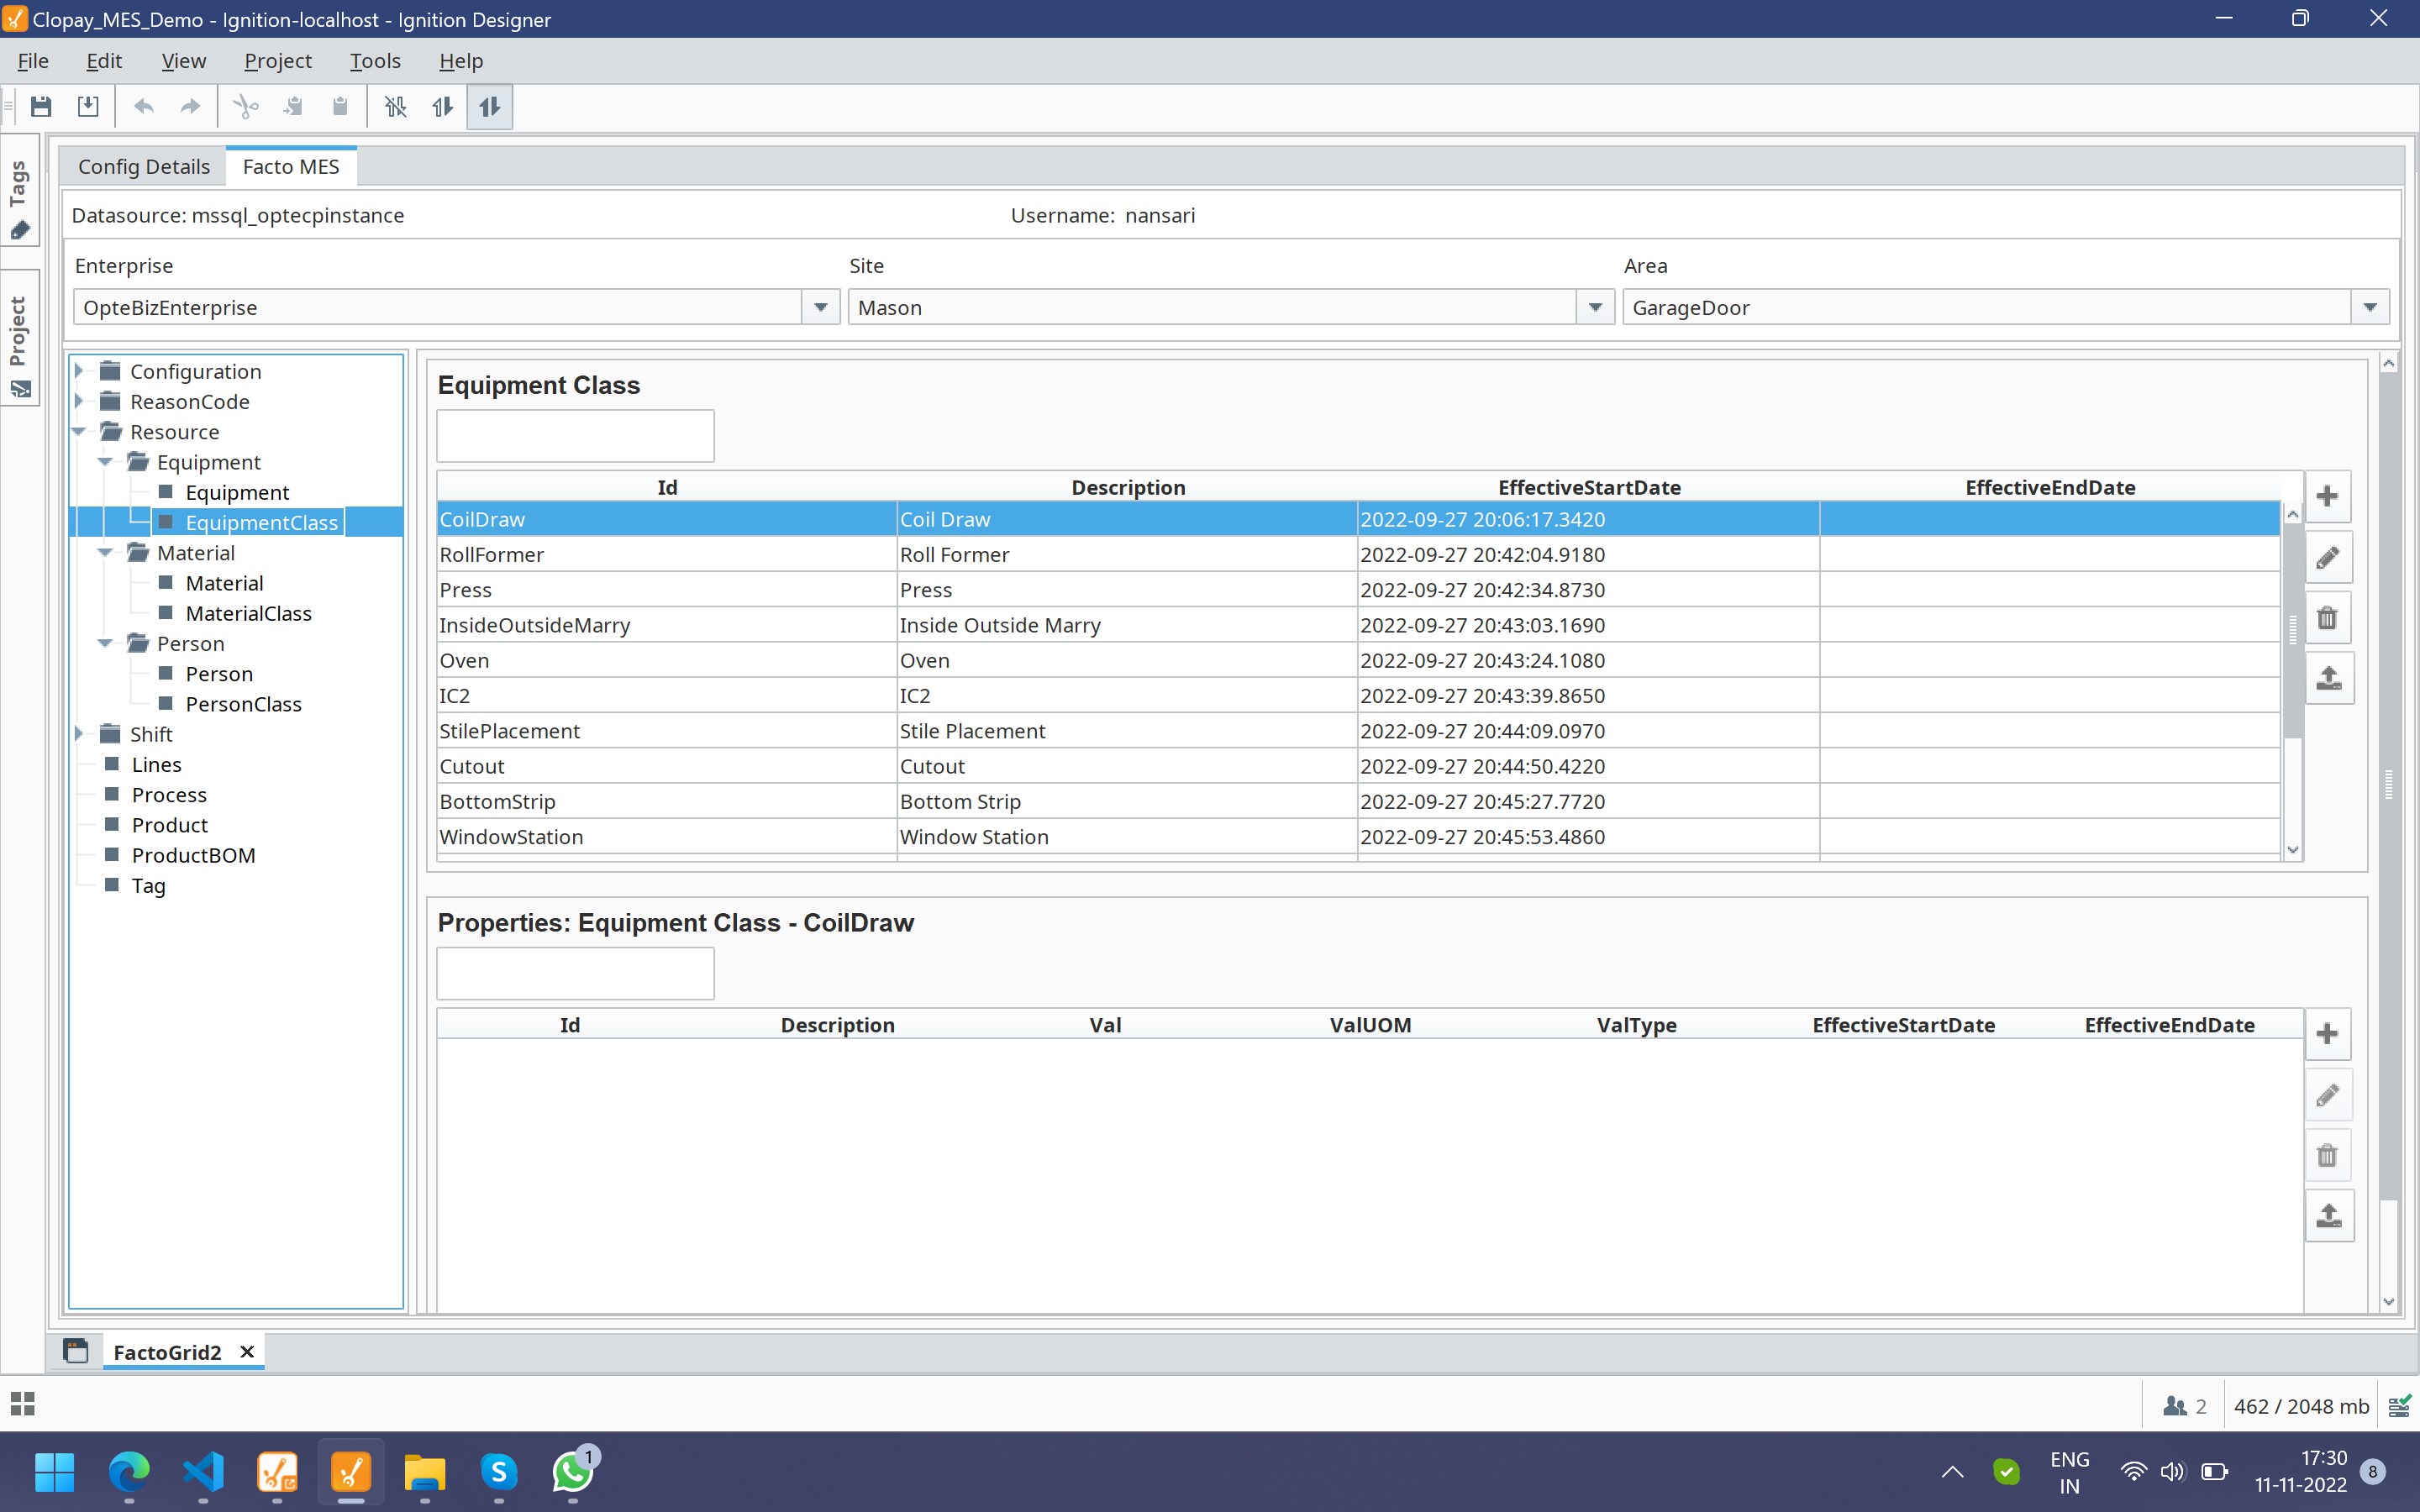 Clopay_MES_Demo - Ignition-localhost - Ignition Designer
File Edit View Project Tools Help
Tags
Project
Config Details Facto MES
Datasource: mssql_optecpinstance Username: nansari
Enterprise Site Area
OpteBizEnterprise Mason GarageDoor
Configuration
ReasonCode
Resource
Equipment
Equipment
EquipmentClass
Material
Material
MaterialClass
Person
Person
PersonClass
Shift
Lines
Process
Product
ProductBOM
Tag
Equipment Class
Id Description EffectiveStartDate EffectiveEndDate
CoilDraw Coil Draw 2022-09-27 20:06:17.3420
RollFormer Roll Former 2022-09-27 20:42:04.9180
Press Press 2022-09-27 20:42:34.8730
InsideOutsideMarry Inside Outside Marry 2022-09-27 20:43:03.1690
Oven Oven 2022-09-27 20:43:24.1080
IC2 IC2 2022-09-27 20:43:39.8650
StilePlacement Stile Placement 2022-09-27 20:44:09.0970
Cutout Cutout 2022-09-27 20:44:50.4220
BottomStrip Bottom Strip 2022-09-27 20:45:27.7720
WindowStation Window Station 2022-09-27 20:45:53.4860
Properties: Equipment Class - CoilDraw
Id Description Val ValUOM ValType EffectiveStartDate EffectiveEndDate
FactoGrid2
2 462 / 2048 mb
S 1
ENG
IN
17:30
11-11-2022
8